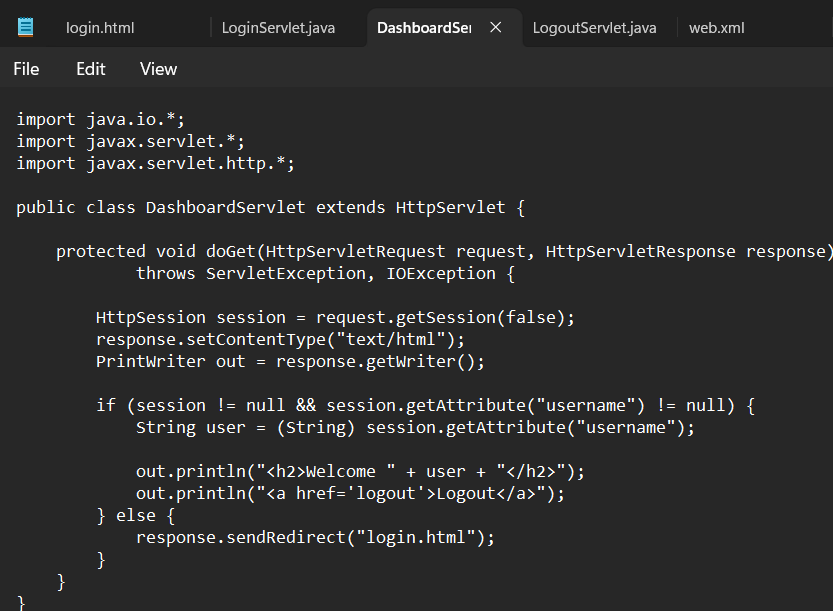 login.html
LoginServlet.java
DashboardSer
LogoutServlet.java
web.xml
File
Edit
View
import java.io.*;
import javax.servlet.*;
import javax.servlet.http.*;
public class DashboardServlet extends HttpServlet {
protected void doGet(HttpServletRequest request, HttpServletResponse response)
throws ServletException, IOException {
HttpSession session = request.getSession(false);
response.setContentType("text/html");
PrintWriter out = response.getWriter();
if (session != null && session.getAttribute("username") != null) {
String user = (String) session.getAttribute("username");
out.println("<h2>Welcome " + user + "</h2>");
out.println("<a href='logout'>Logout</a>");
} else {
response.sendRedirect("login.html");
}
}
}